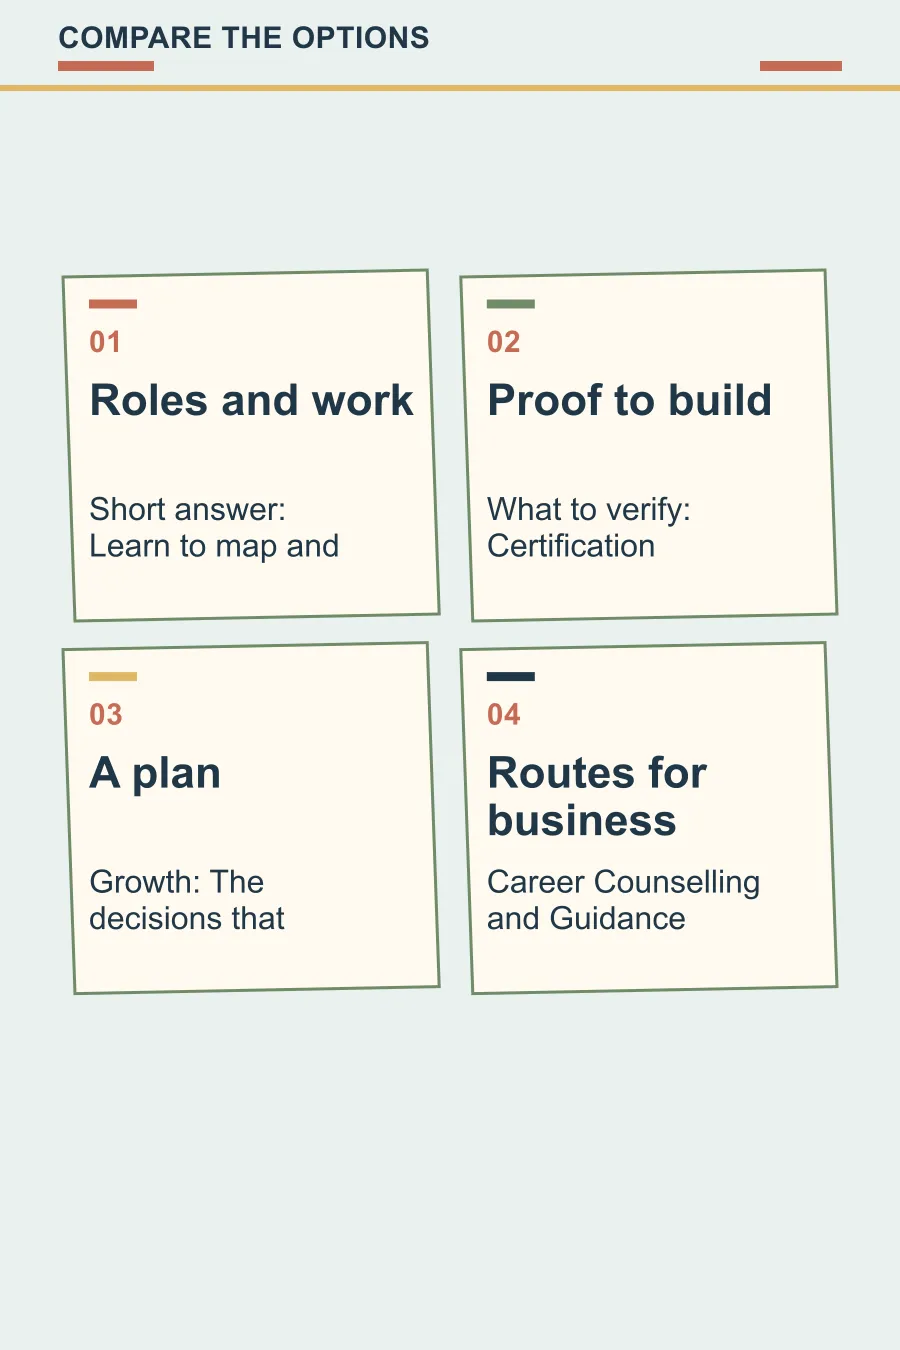 COMPARE THE OPTIONS
01
Roles and work
Short answer:
Learn to map and
02
Proof to build
What to verify:
Certification
03
A plan
Growth: The
decisions that
04
Routes for
business
Career Counselling
and Guidance